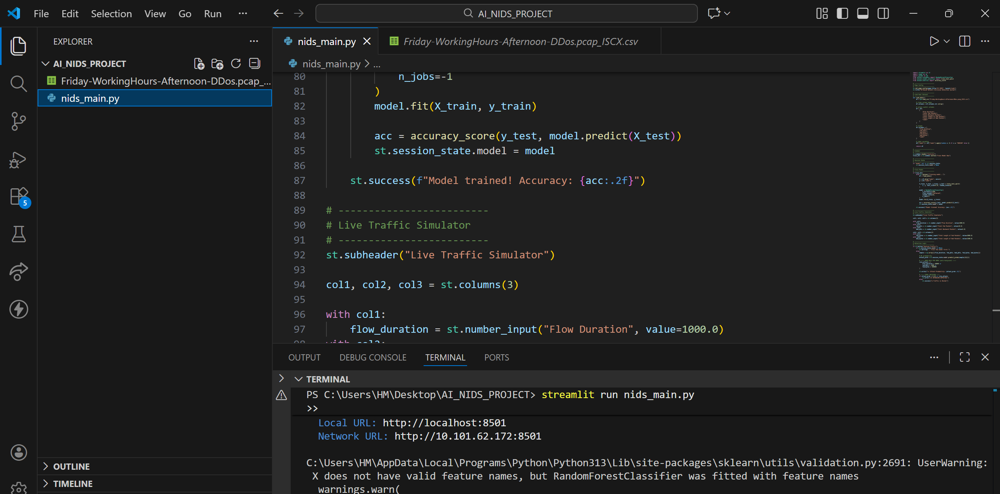 File Edit Selection View Go Run ... AI_NIDS_PROJECT
EXPLORER ...
AI_NIDS_PROJECT
Friday-WorkingHours-Afternoon-DDos.pcap_...
nids_main.py
5
OUTLINE
TIMELINE
nids_main.py Friday-WorkingHours-Afternoon-DDos.pcap_ISCX.csv
nids_main.py > ...
80 n_jobs=-1
81 )
82 model.fit(X_train, y_train)
83
84 acc = accuracy_score(y_test, model.predict(X_test))
85 st.session_state.model = model
86
87 st.success(f"Model trained! Accuracy: {acc:.2f}")
88
89 # -------------------------
90 # Live Traffic Simulator
91 # -------------------------
92 st.subheader("Live Traffic Simulator")
93
94 col1, col2, col3 = st.columns(3)
95
96 with col1:
97 flow_duration = st.number_input("Flow Duration", value=1000.0)
98 with col2:
OUTPUT DEBUG CONSOLE TERMINAL PORTS
TERMINAL
PS C:\Users\HM\Desktop\AI_NIDS_PROJECT> streamlit run nids_main.py
>>
Local URL: http://localhost:8501
Network URL: http://10.101.62.172:8501
C:\Users\HM\AppData\Local\Programs\Python\Python313\Lib\site-packages\sklearn\utils\validation.py:2691: UserWarning:
X does not have valid feature names, but RandomForestClassifier was fitted with feature names
warnings.warn(